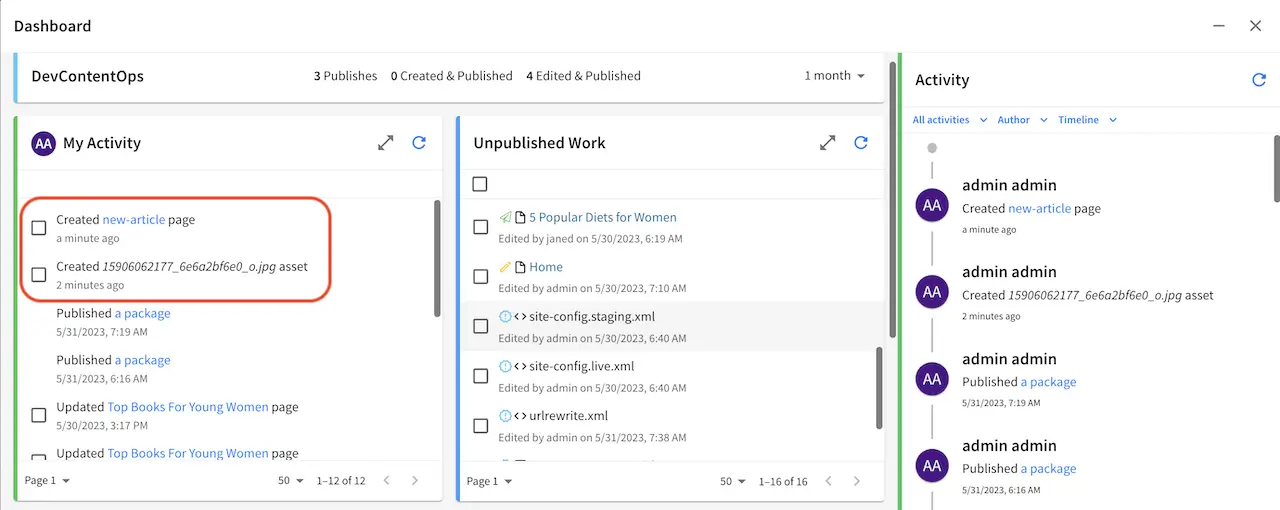 Dashboard
DevContentOps
3 Publishes 0 Created & Published 4 Edited & Published
1 month
AA My Activity
Created new-article page
a minute ago
Created 15906062177_6e6a2bf6e0_o.jpg asset
2 minutes ago
Published a package
5/31/2023, 7:19 AM
Published a package
5/31/2023, 6:16 AM
Updated Top Books For Young Women page
5/30/2023, 3:17 PM
Updated Top Books For Young Women page
Page 1 50 1–12 of 12
Unpublished Work
5 Popular Diets for Women
Edited by janed on 5/30/2023, 6:19 AM
Home
Edited by admin on 5/30/2023, 7:10 AM
site-config.staging.xml
Edited by admin on 5/30/2023, 6:40 AM
site-config.live.xml
Edited by admin on 5/30/2023, 6:40 AM
urlrewrite.xml
Edited by admin on 5/31/2023, 7:38 AM
Page 1 50 1–16 of 16
Activity
All activities Author Timeline
admin admin
AA
Created new-article page
a minute ago
admin admin
AA
Created 15906062177_6e6a2bf6e0_o.jpg asset
2 minutes ago
admin admin
AA
Published a package
5/31/2023, 7:19 AM
admin admin
AA
Published a package
5/31/2023, 6:16 AM